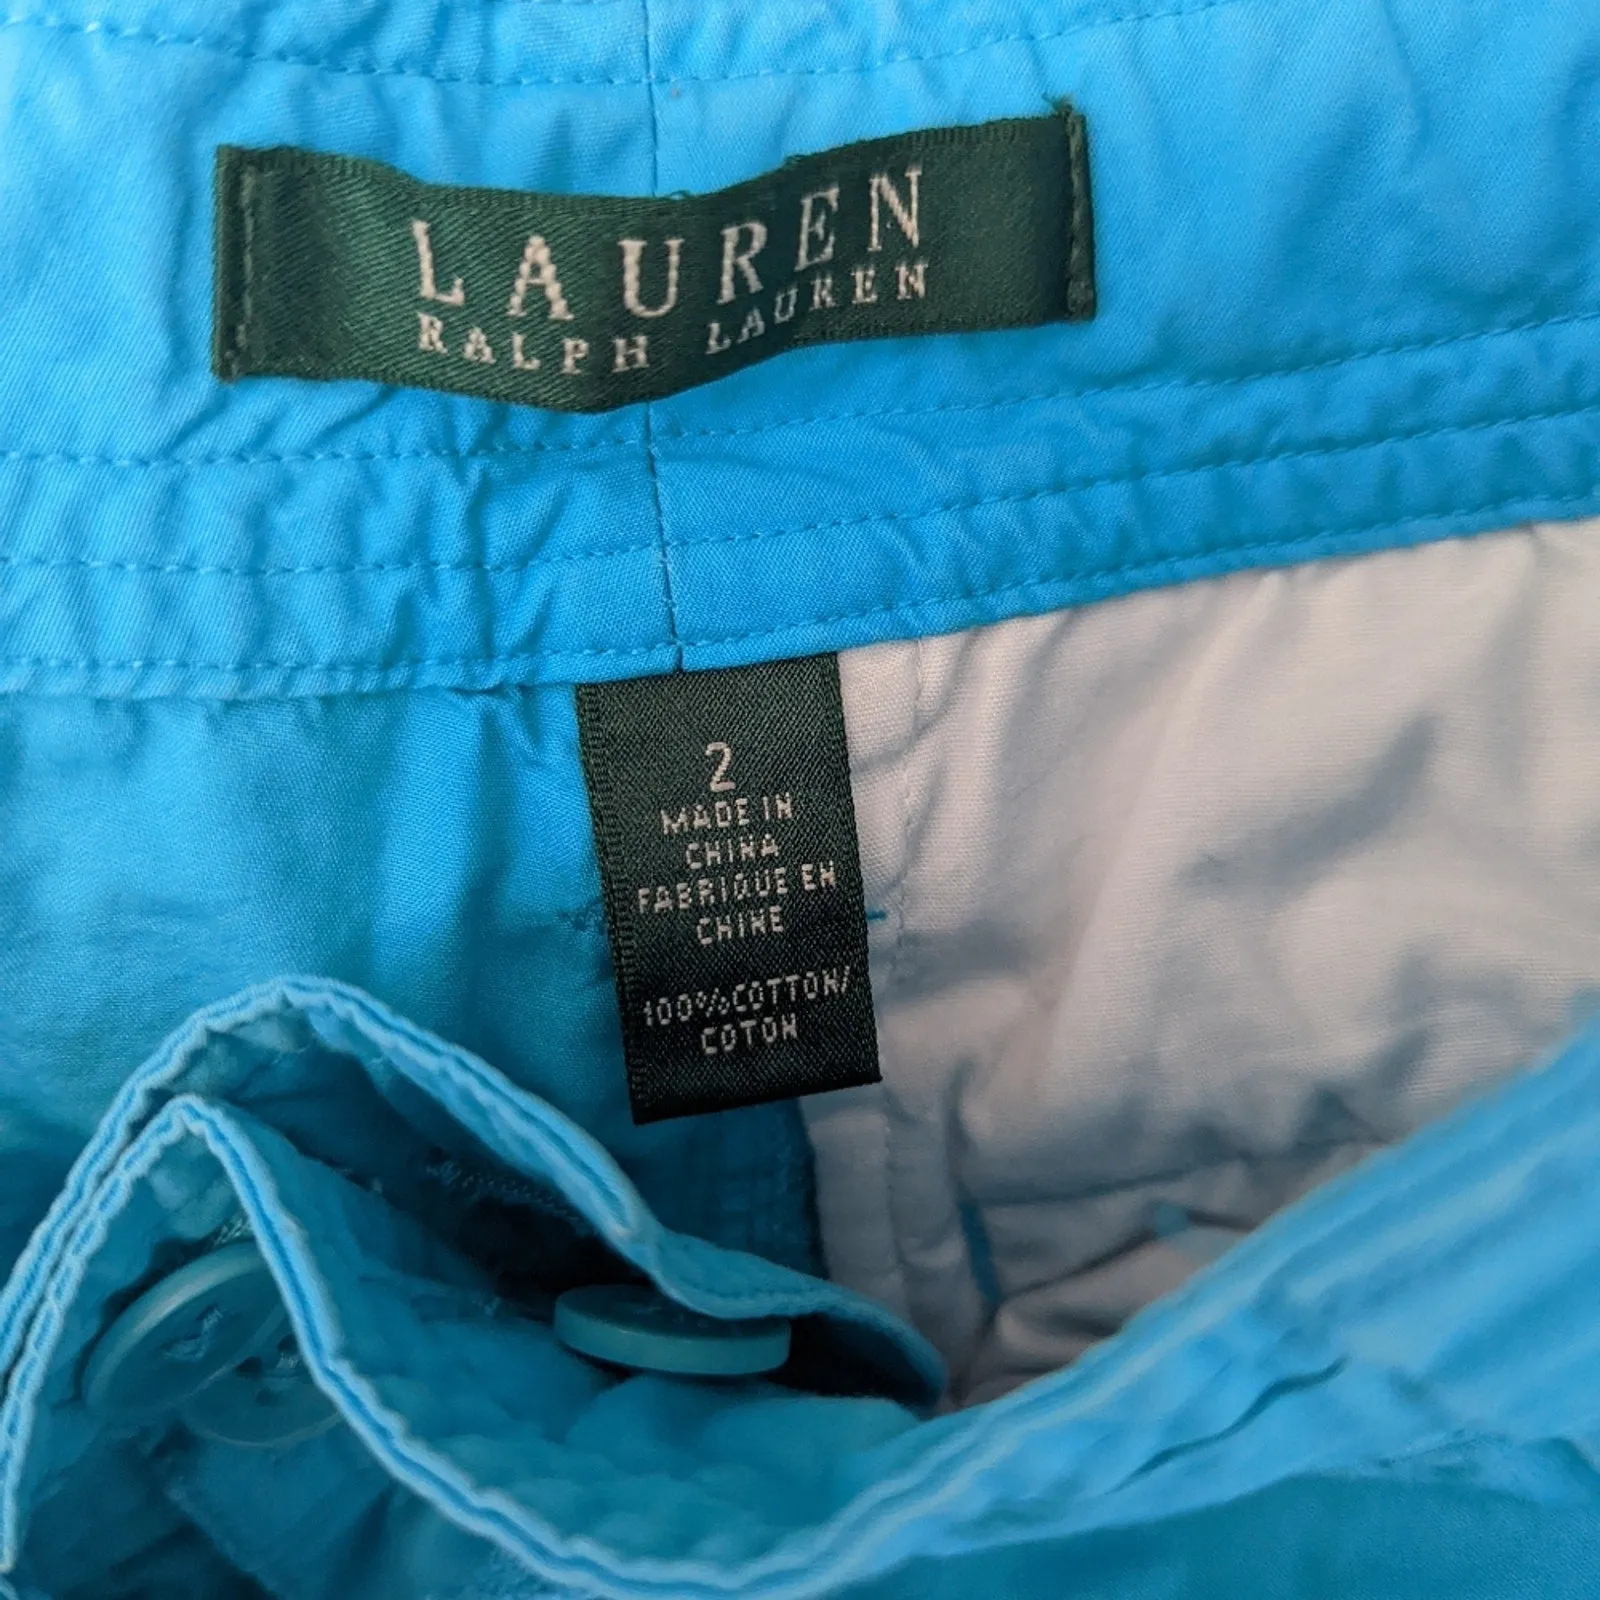 LAUREN
RALPH LAUREN
2
MADE IN
CHINA
FABRIQUE EN
CHINE
100%COTTON/
COTON